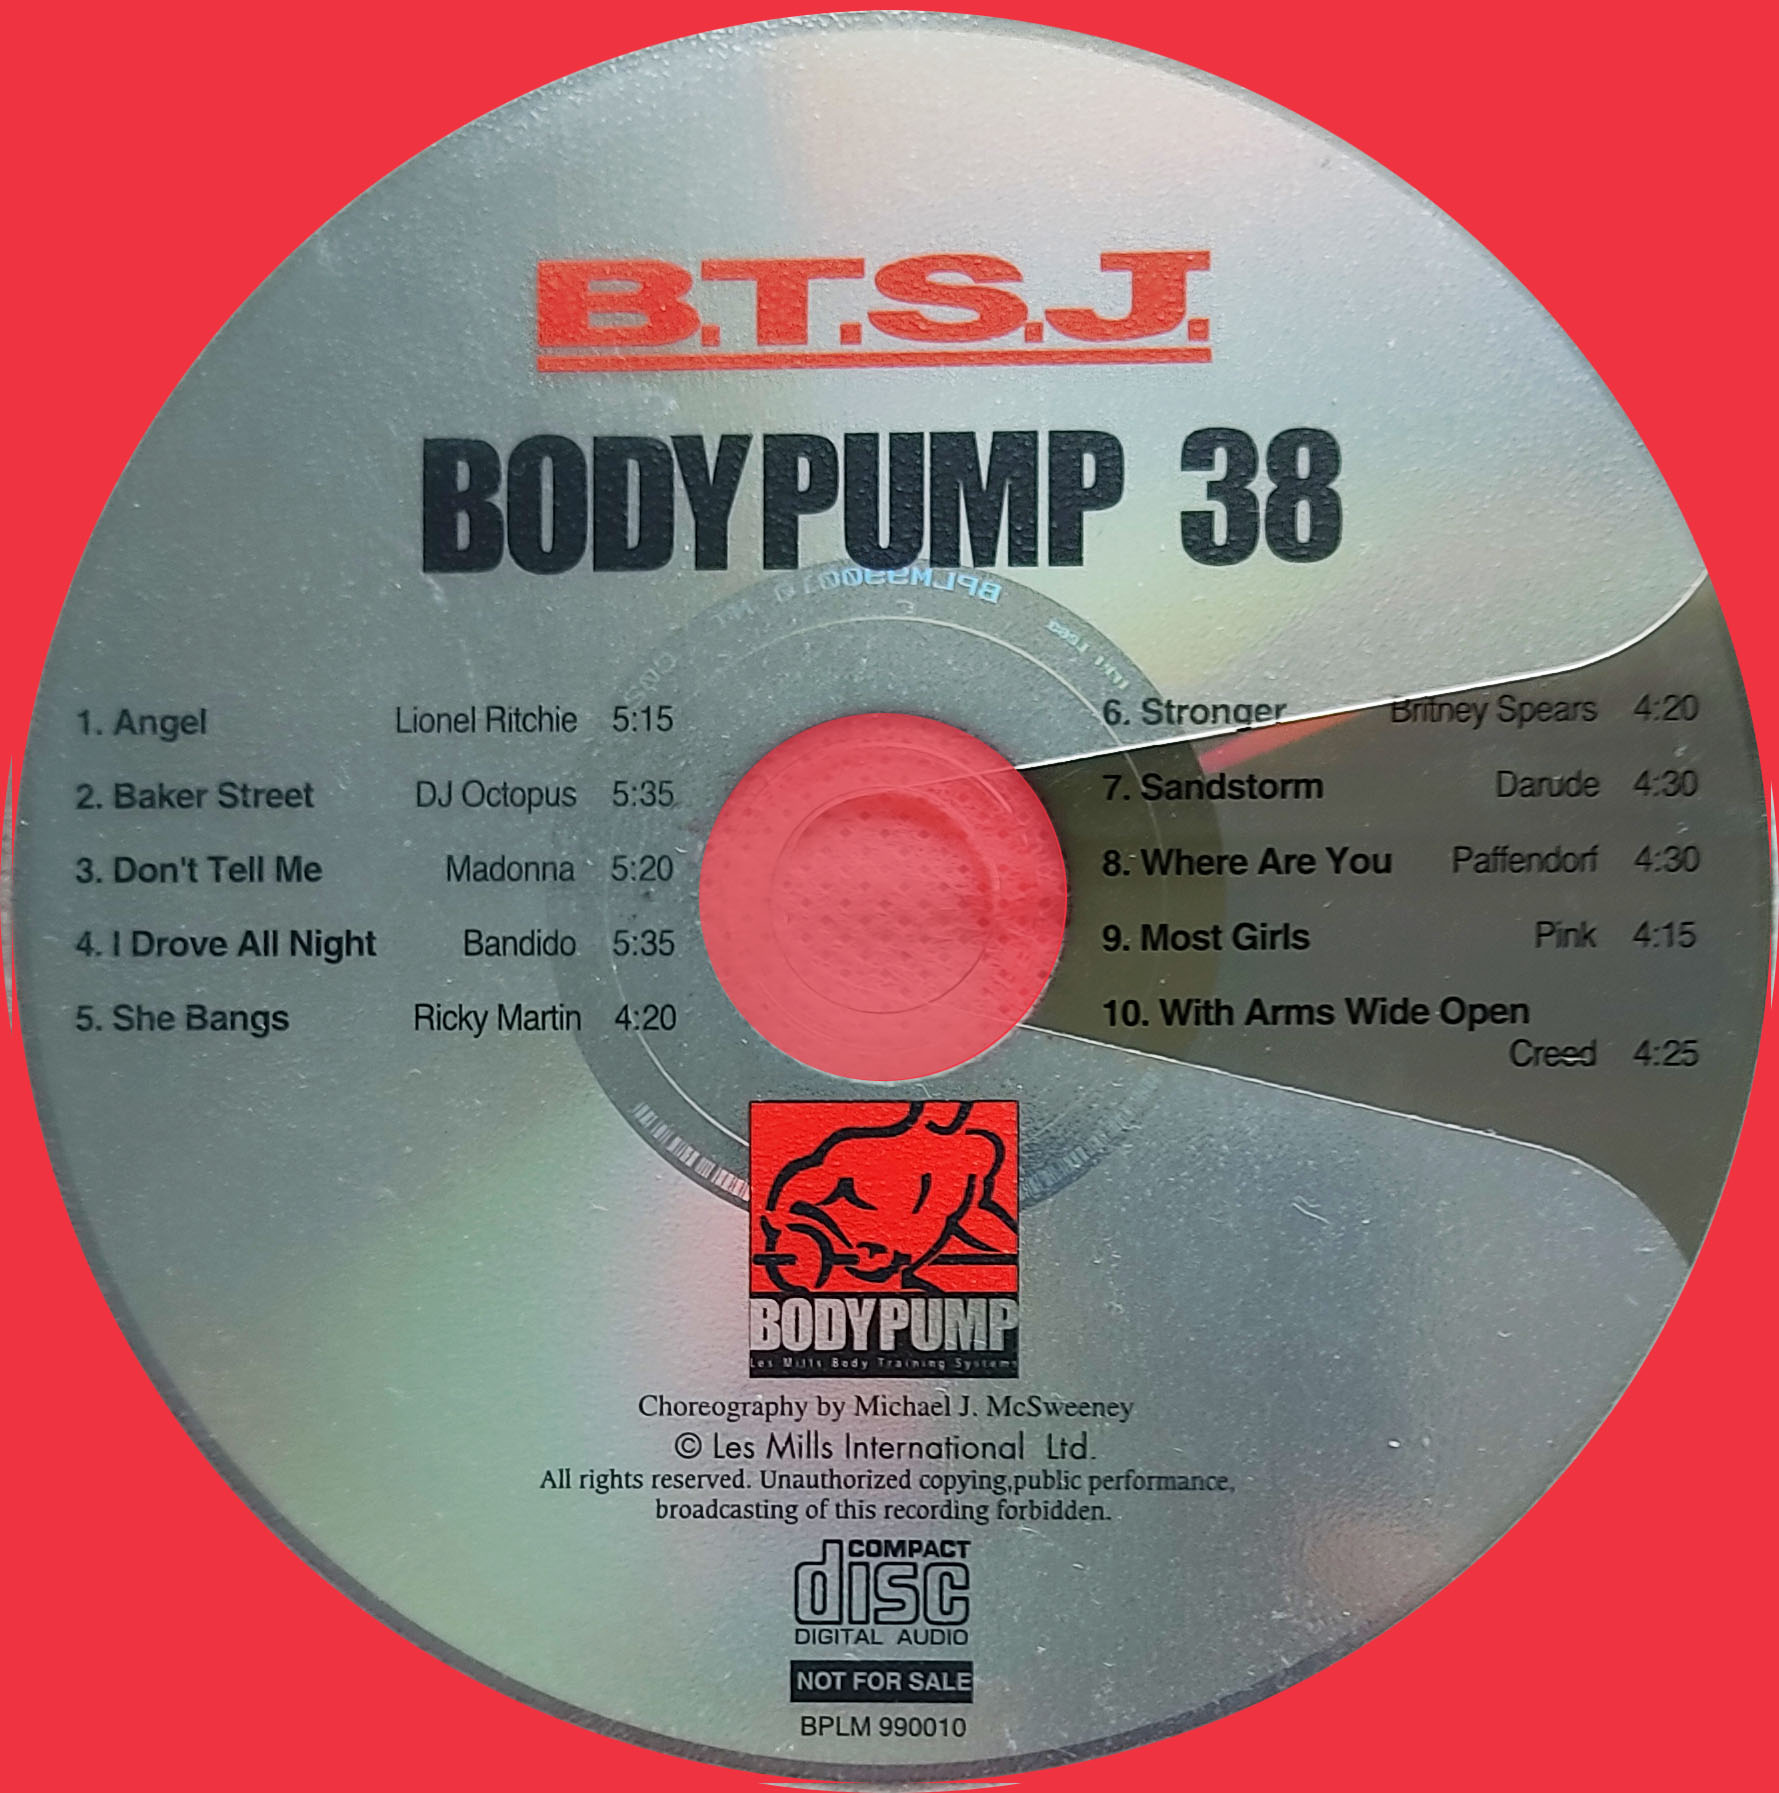 B.T.S.J.
BODYPUMP 38
1. Angel Lionel Ritchie 5:15
2. Baker Street DJ Octopus 5:35
3. Don't Tell Me Madonna 5:20
4. I Drove All Night Bandido 5:35
5. She Bangs Ricky Martin 4:20
6. Stronger Britney Spears 4:20
7. Sandstorm Darude 4:30
8. Where Are You Paffendorf 4:30
9. Most Girls Pink 4:15
10. With Arms Wide Open
Creed 4:25
BODYPUMP
Les Mills Body Training Systems
Choreography by Michael J. McSweeney
© Les Mills International Ltd.
All rights reserved. Unauthorized copying,public performance,
broadcasting of this recording forbidden.
COMPACT
disc
DIGITAL AUDIO
NOT FOR SALE
BPLM 990010